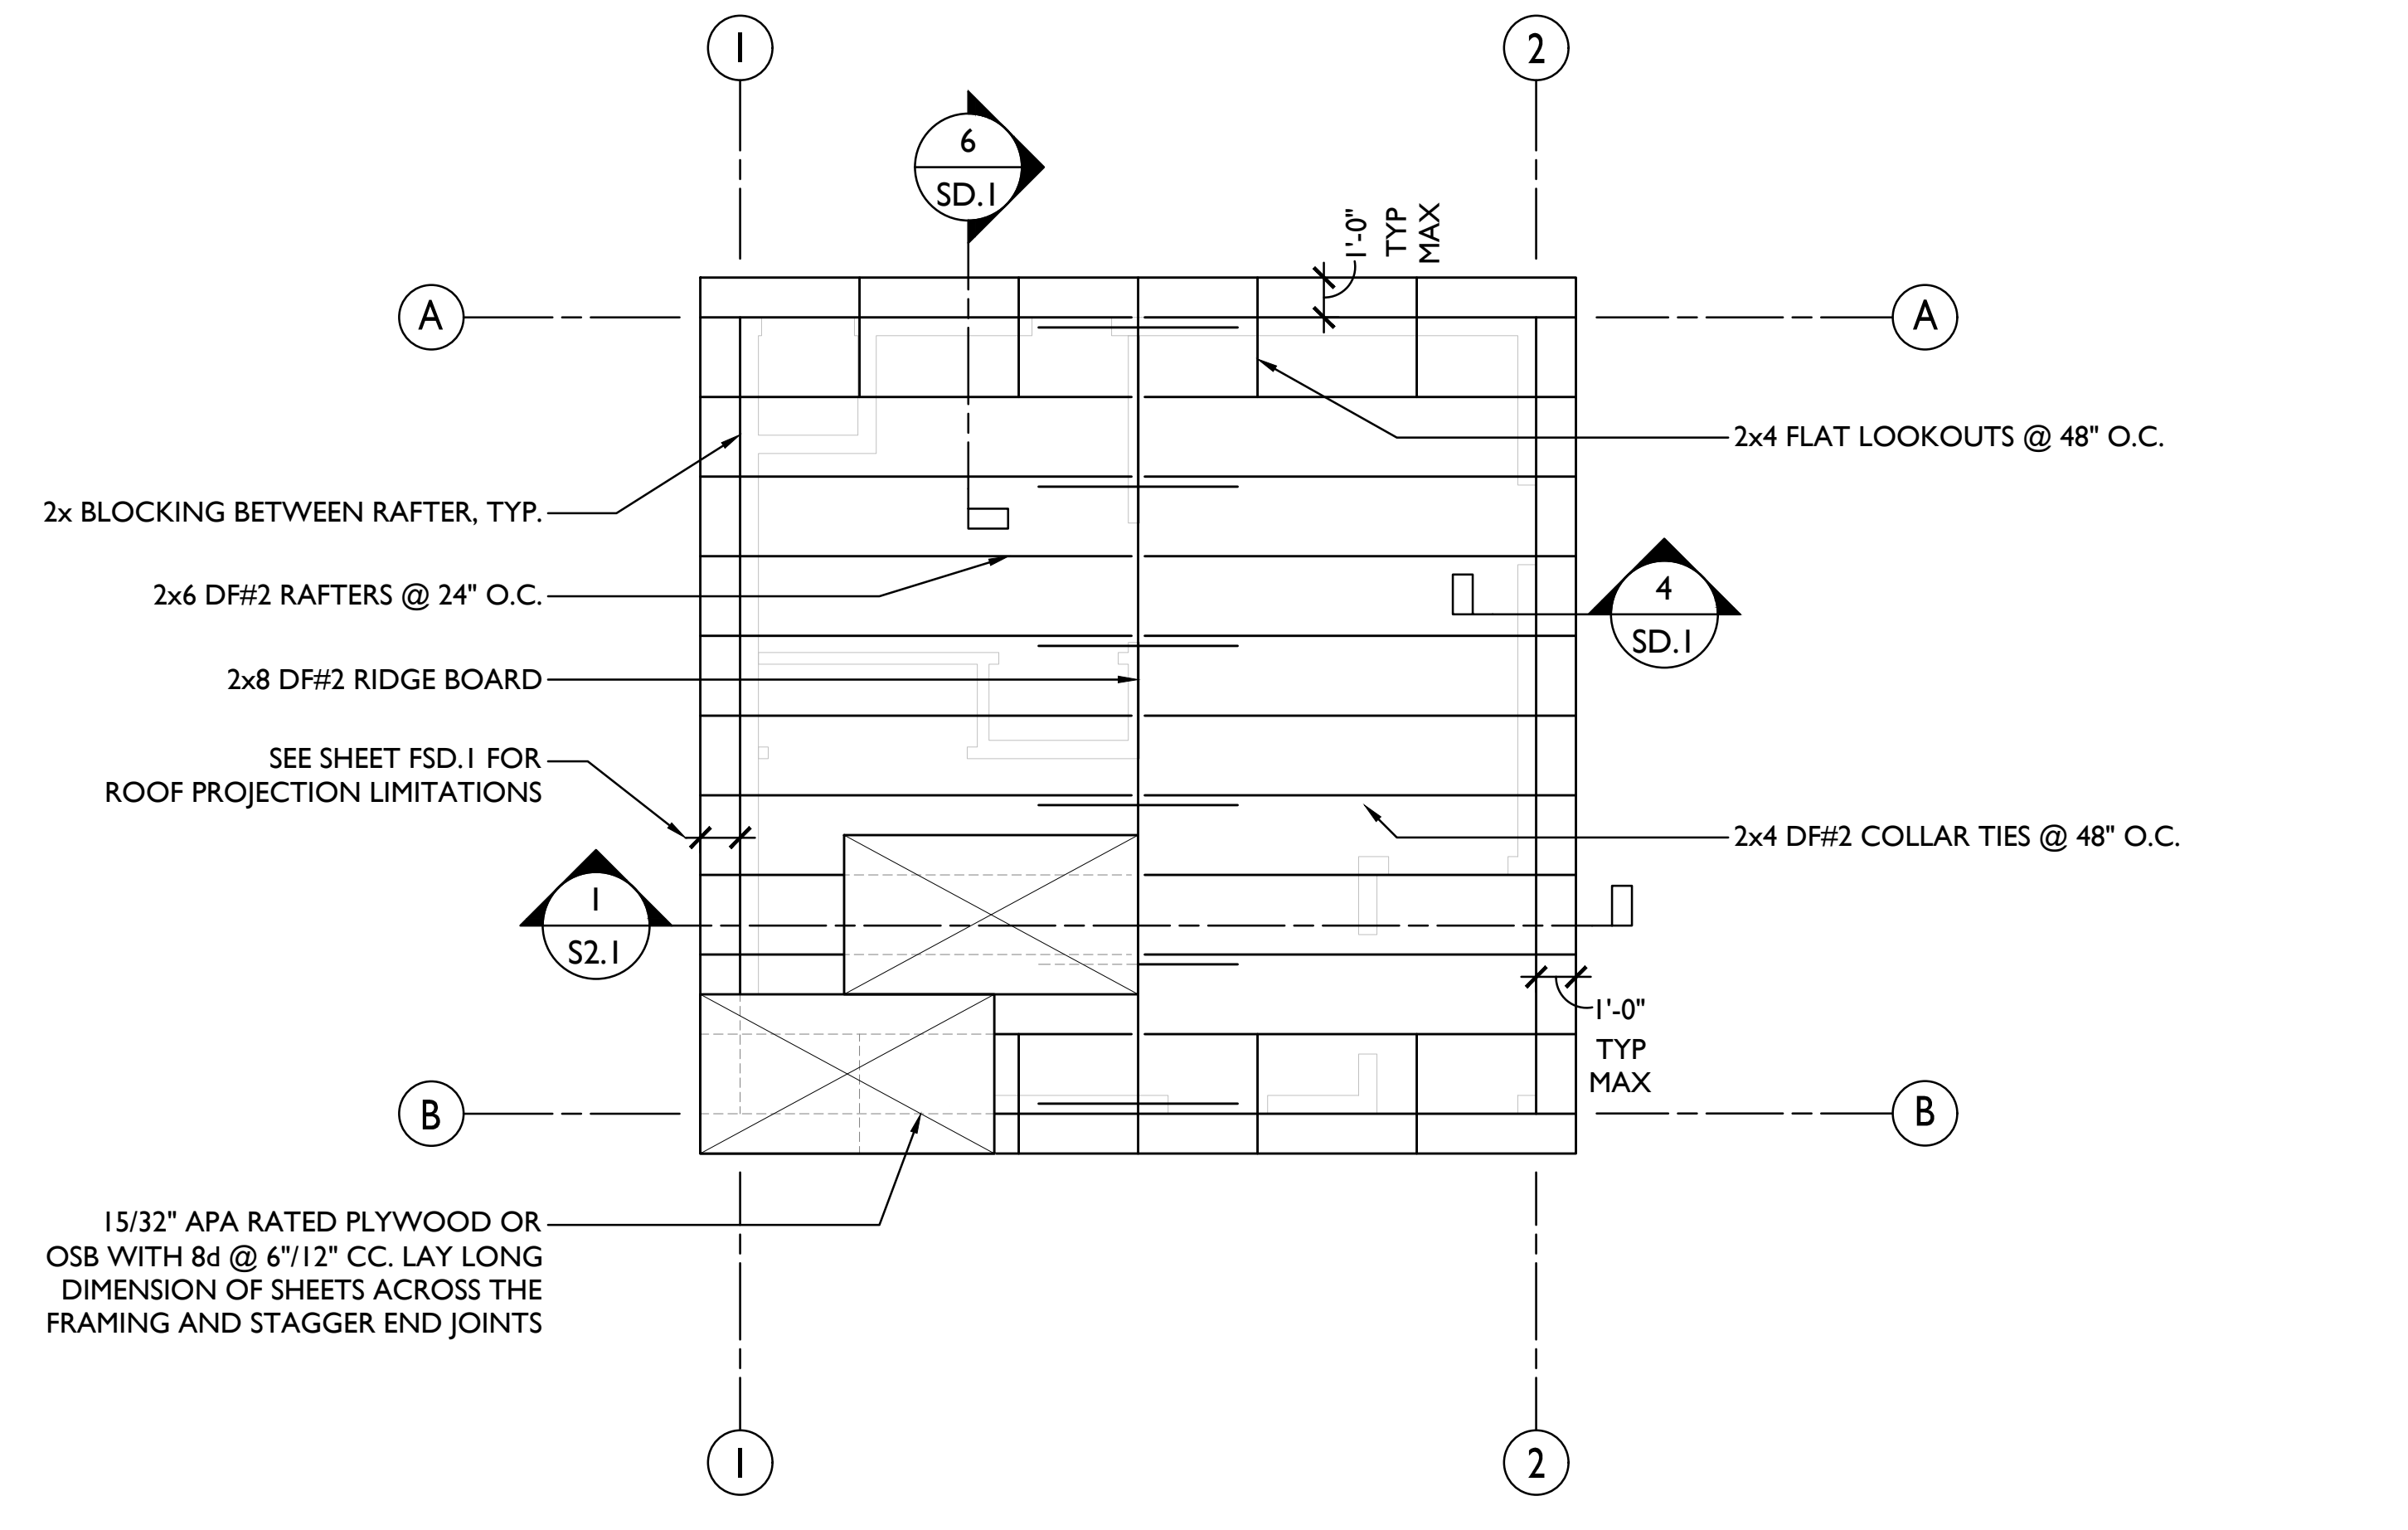 1
2
6
SD.1
1'-0"
TYP
MAX
A
A
2x4 FLAT LOOKOUTS @ 48" O.C.
2x BLOCKING BETWEEN RAFTER, TYP.
2x6 DF#2 RAFTERS @ 24" O.C.
4
SD.1
2x8 DF#2 RIDGE BOARD
SEE SHEET FSD.1 FOR
ROOF PROJECTION LIMITATIONS
2x4 DF#2 COLLAR TIES @ 48" O.C.
1
S2.1
1'-0"
TYP
MAX
B
B
15/32" APA RATED PLYWOOD OR
OSB WITH 8d @ 6"/12" CC. LAY LONG
DIMENSION OF SHEETS ACROSS THE
FRAMING AND STAGGER END JOINTS
1
2